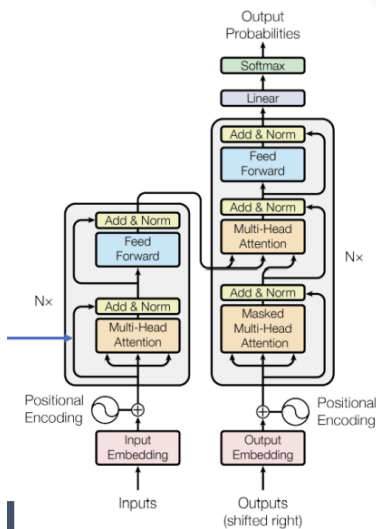 Output
Probabilities
Softmax
Linear
Add & Norm
Feed
Forward
Add & Norm
Multi-Head
Attention
Add & Norm
Masked
Multi-Head
Attention
Nx
Add & Norm
Feed
Forward
Nx
Add & Norm
Multi-Head
Attention
Positional
Encoding
Positional
Encoding
Input
Embedding
Output
Embedding
Inputs
Outputs
(shifted right)